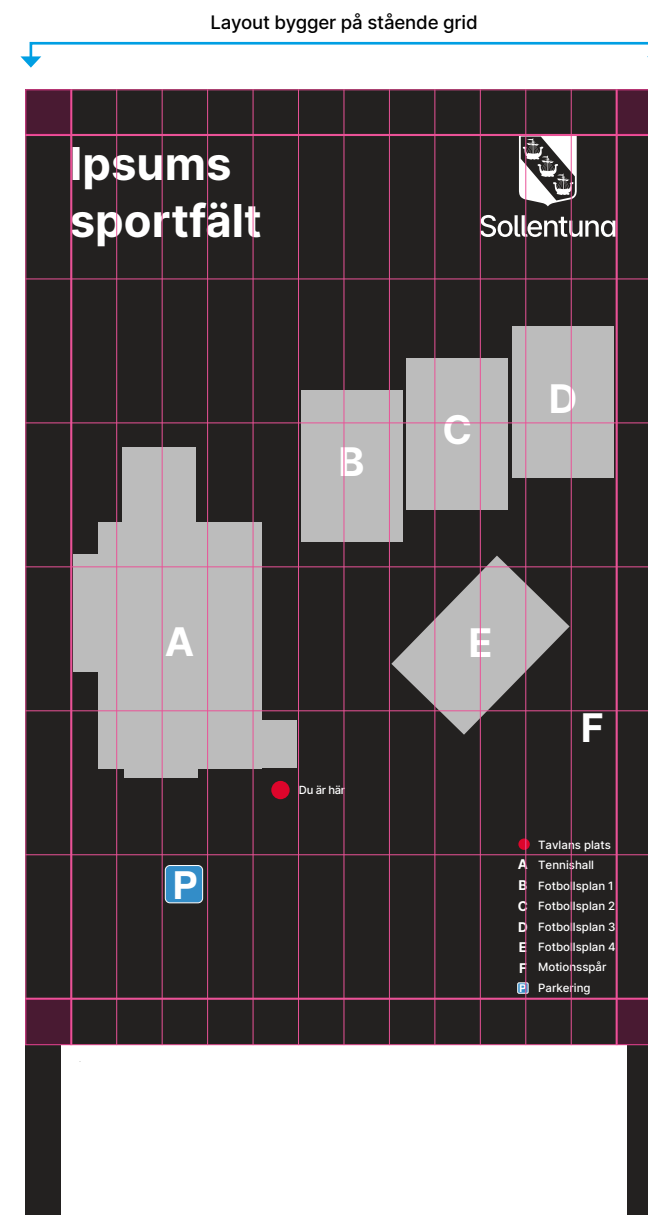 Layout bygger på stående grid
Ipsums
sportfält
Sollentuna
D
C
B
A
E
F
Du är här
P
Tavlans plats
A Tennishall
B Fotbollsplan 1
C Fotbollsplan 2
D Fotbollsplan 3
E Fotbollsplan 4
F Motionsspår
P Parkering